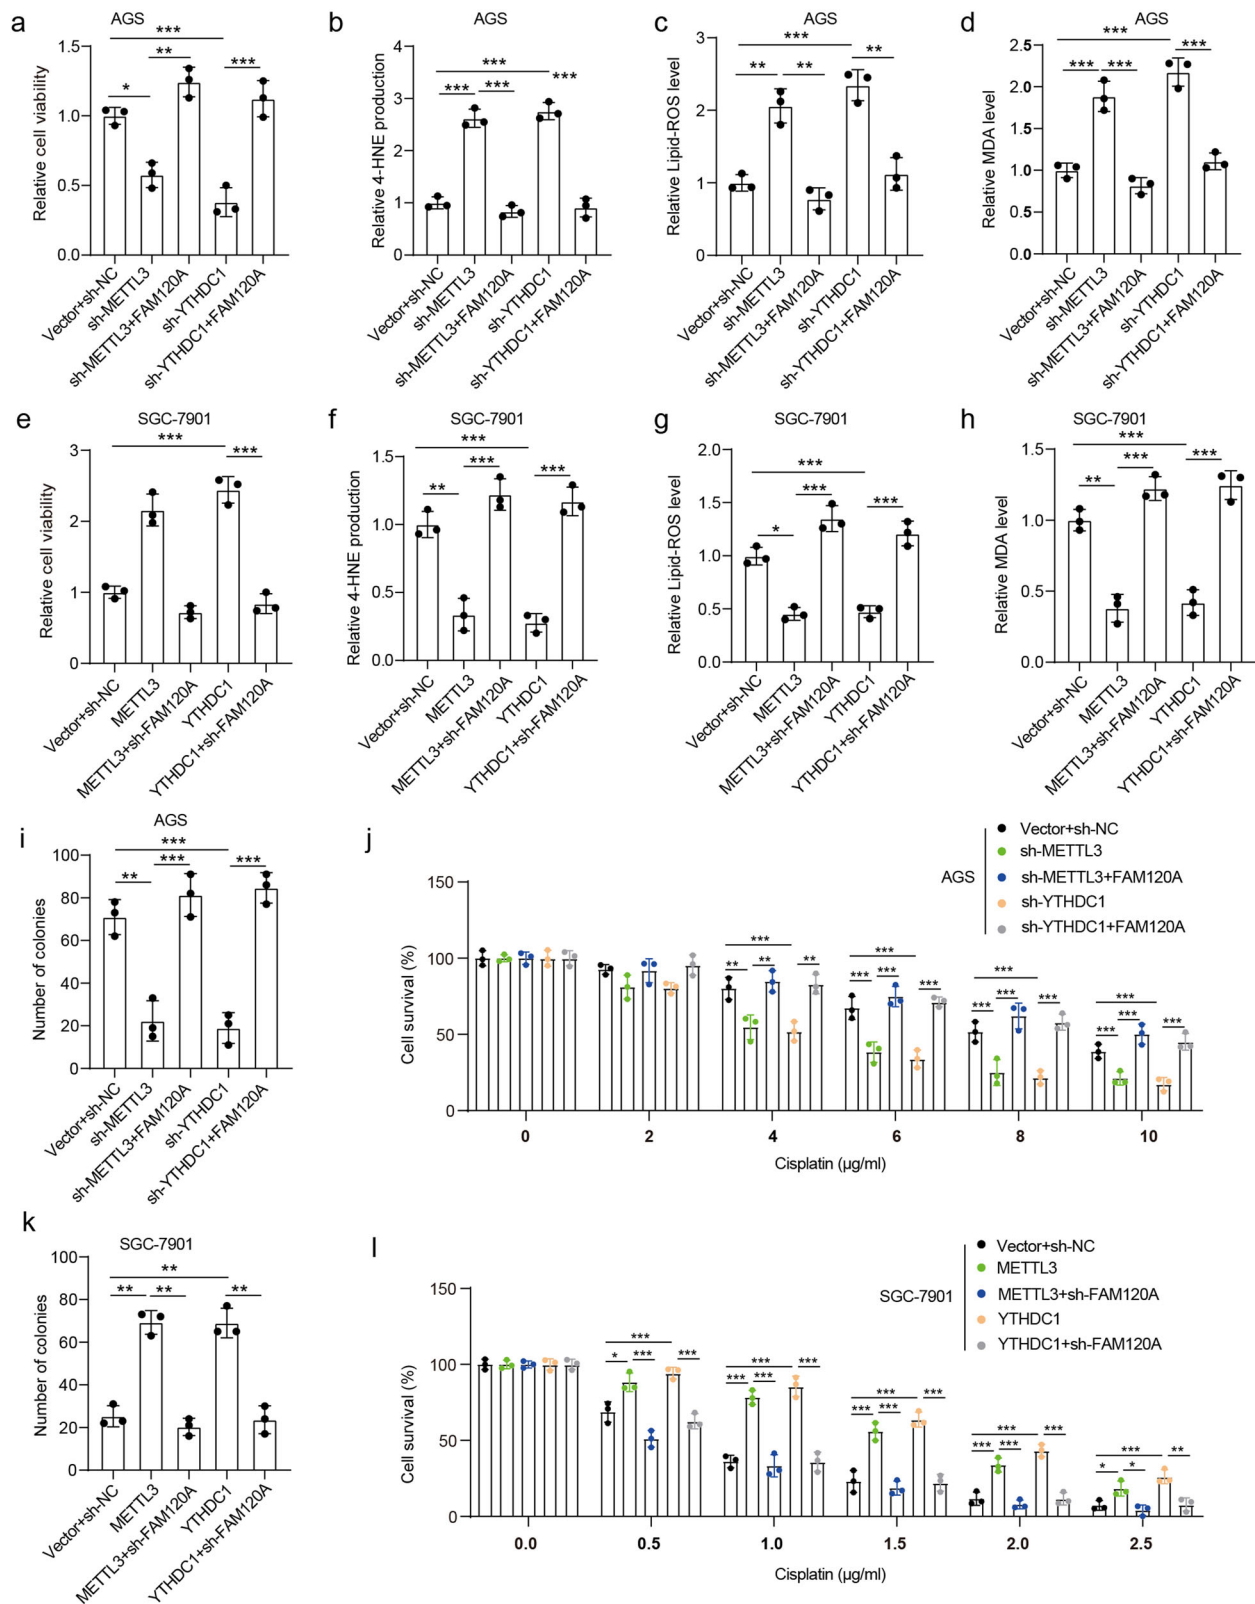 a
AGS
Relative cell viability
1.5
1.0
0.5
0.0
***
**
***
*
Vector+sh-NC
sh-METTL3
sh-METTL3+FAM120A
sh-YTHDC1
sh-YTHDC1+FAM120A
b
AGS
Relative 4-HNE production
4
3
2
1
0
***
***
***
***
Vector+sh-NC
sh-METTL3
sh-METTL3+FAM120A
sh-YTHDC1
sh-YTHDC1+FAM120A
c
AGS
Relative Lipid-ROS level
3
2
1
0
***
**
**
**
Vector+sh-NC
sh-METTL3
sh-METTL3+FAM120A
sh-YTHDC1
sh-YTHDC1+FAM120A
d
AGS
Relative MDA level
2.5
2.0
1.5
1.0
0.5
0.0
***
***
***
***
Vector+sh-NC
sh-METTL3
sh-METTL3+FAM120A
sh-YTHDC1
sh-YTHDC1+FAM120A
e
SGC-7901
Relative cell viability
3
2
1
0
***
***
Vector+sh-NC
METTL3
METTL3+sh-FAM120A
YTHDC1
YTHDC1+sh-FAM120A
f
SGC-7901
Relative 4-HNE production
1.5
1.0
0.5
0.0
***
**
***
***
Vector+sh-NC
METTL3
METTL3+sh-FAM120A
YTHDC1
YTHDC1+sh-FAM120A
g
SGC-7901
Relative Lipid-ROS level
2.0
1.5
1.0
0.5
0.0
***
*
***
***
Vector+sh-NC
METTL3
METTL3+sh-FAM120A
YTHDC1
YTHDC1+sh-FAM120A
h
SGC-7901
Relative MDA level
1.5
1.0
0.5
0.0
***
**
***
***
Vector+sh-NC
METTL3
METTL3+sh-FAM120A
YTHDC1
YTHDC1+sh-FAM120A
i
AGS
Number of colonies
100
80
60
40
20
0
***
**
***
***
Vector+sh-NC
sh-METTL3
sh-METTL3+FAM120A
sh-YTHDC1
sh-YTHDC1+FAM120A
j
AGS
Vector+sh-NC
sh-METTL3
sh-METTL3+FAM120A
sh-YTHDC1
sh-YTHDC1+FAM120A
Cell survival (%)
150
100
50
0
***
** ** **
***
*** *** ***
***
*** *** ***
***
*** *** ***
0 2 4 6 8 10
Cisplatin (µg/ml)
k
SGC-7901
Number of colonies
100
80
60
40
20
0
**
**
**
**
Vector+sh-NC
METTL3
METTL3+sh-FAM120A
YTHDC1
YTHDC1+sh-FAM120A
l
SGC-7901
Vector+sh-NC
METTL3
METTL3+sh-FAM120A
YTHDC1
YTHDC1+sh-FAM120A
Cell survival (%)
150
100
50
0
***
* *** ***
***
*** *** ***
***
*** *** ***
***
*** *** ***
***
* * **
0.0 0.5 1.0 1.5 2.0 2.5
Cisplatin (µg/ml)